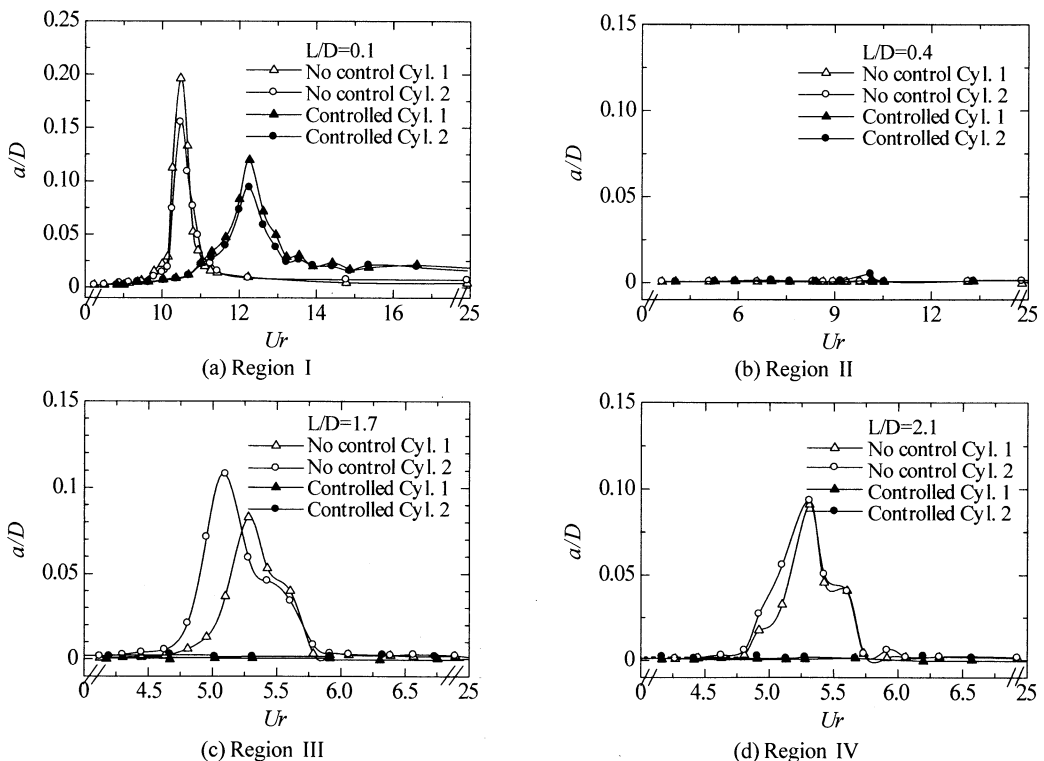 0.25
0.20
0.15
0.10
0.05
0
a/D
L/D=0.1
No control Cyl. 1
No control Cyl. 2
Controlled Cyl. 1
Controlled Cyl. 2
0 10 12 14 16 25
Ur
(a) Region I
0.15
0.10
0.05
0
a/D
L/D=0.4
No control Cyl. 1
No control Cyl. 2
Controlled Cyl. 1
Controlled Cyl. 2
0 6 9 12 25
Ur
(b) Region II
0.15
0.1
0.05
0
a/D
L/D=1.7
No control Cyl. 1
No control Cyl. 2
Controlled Cyl. 1
Controlled Cyl. 2
0 4.5 5.0 5.5 6.0 6.5 25
Ur
(c) Region III
0.15
0.10
0.05
0
a/D
L/D=2.1
No control Cyl. 1
No control Cyl. 2
Controlled Cyl. 1
Controlled Cyl. 2
0 4.5 5.0 5.5 6.0 6.5 25
Ur
(d) Region IV